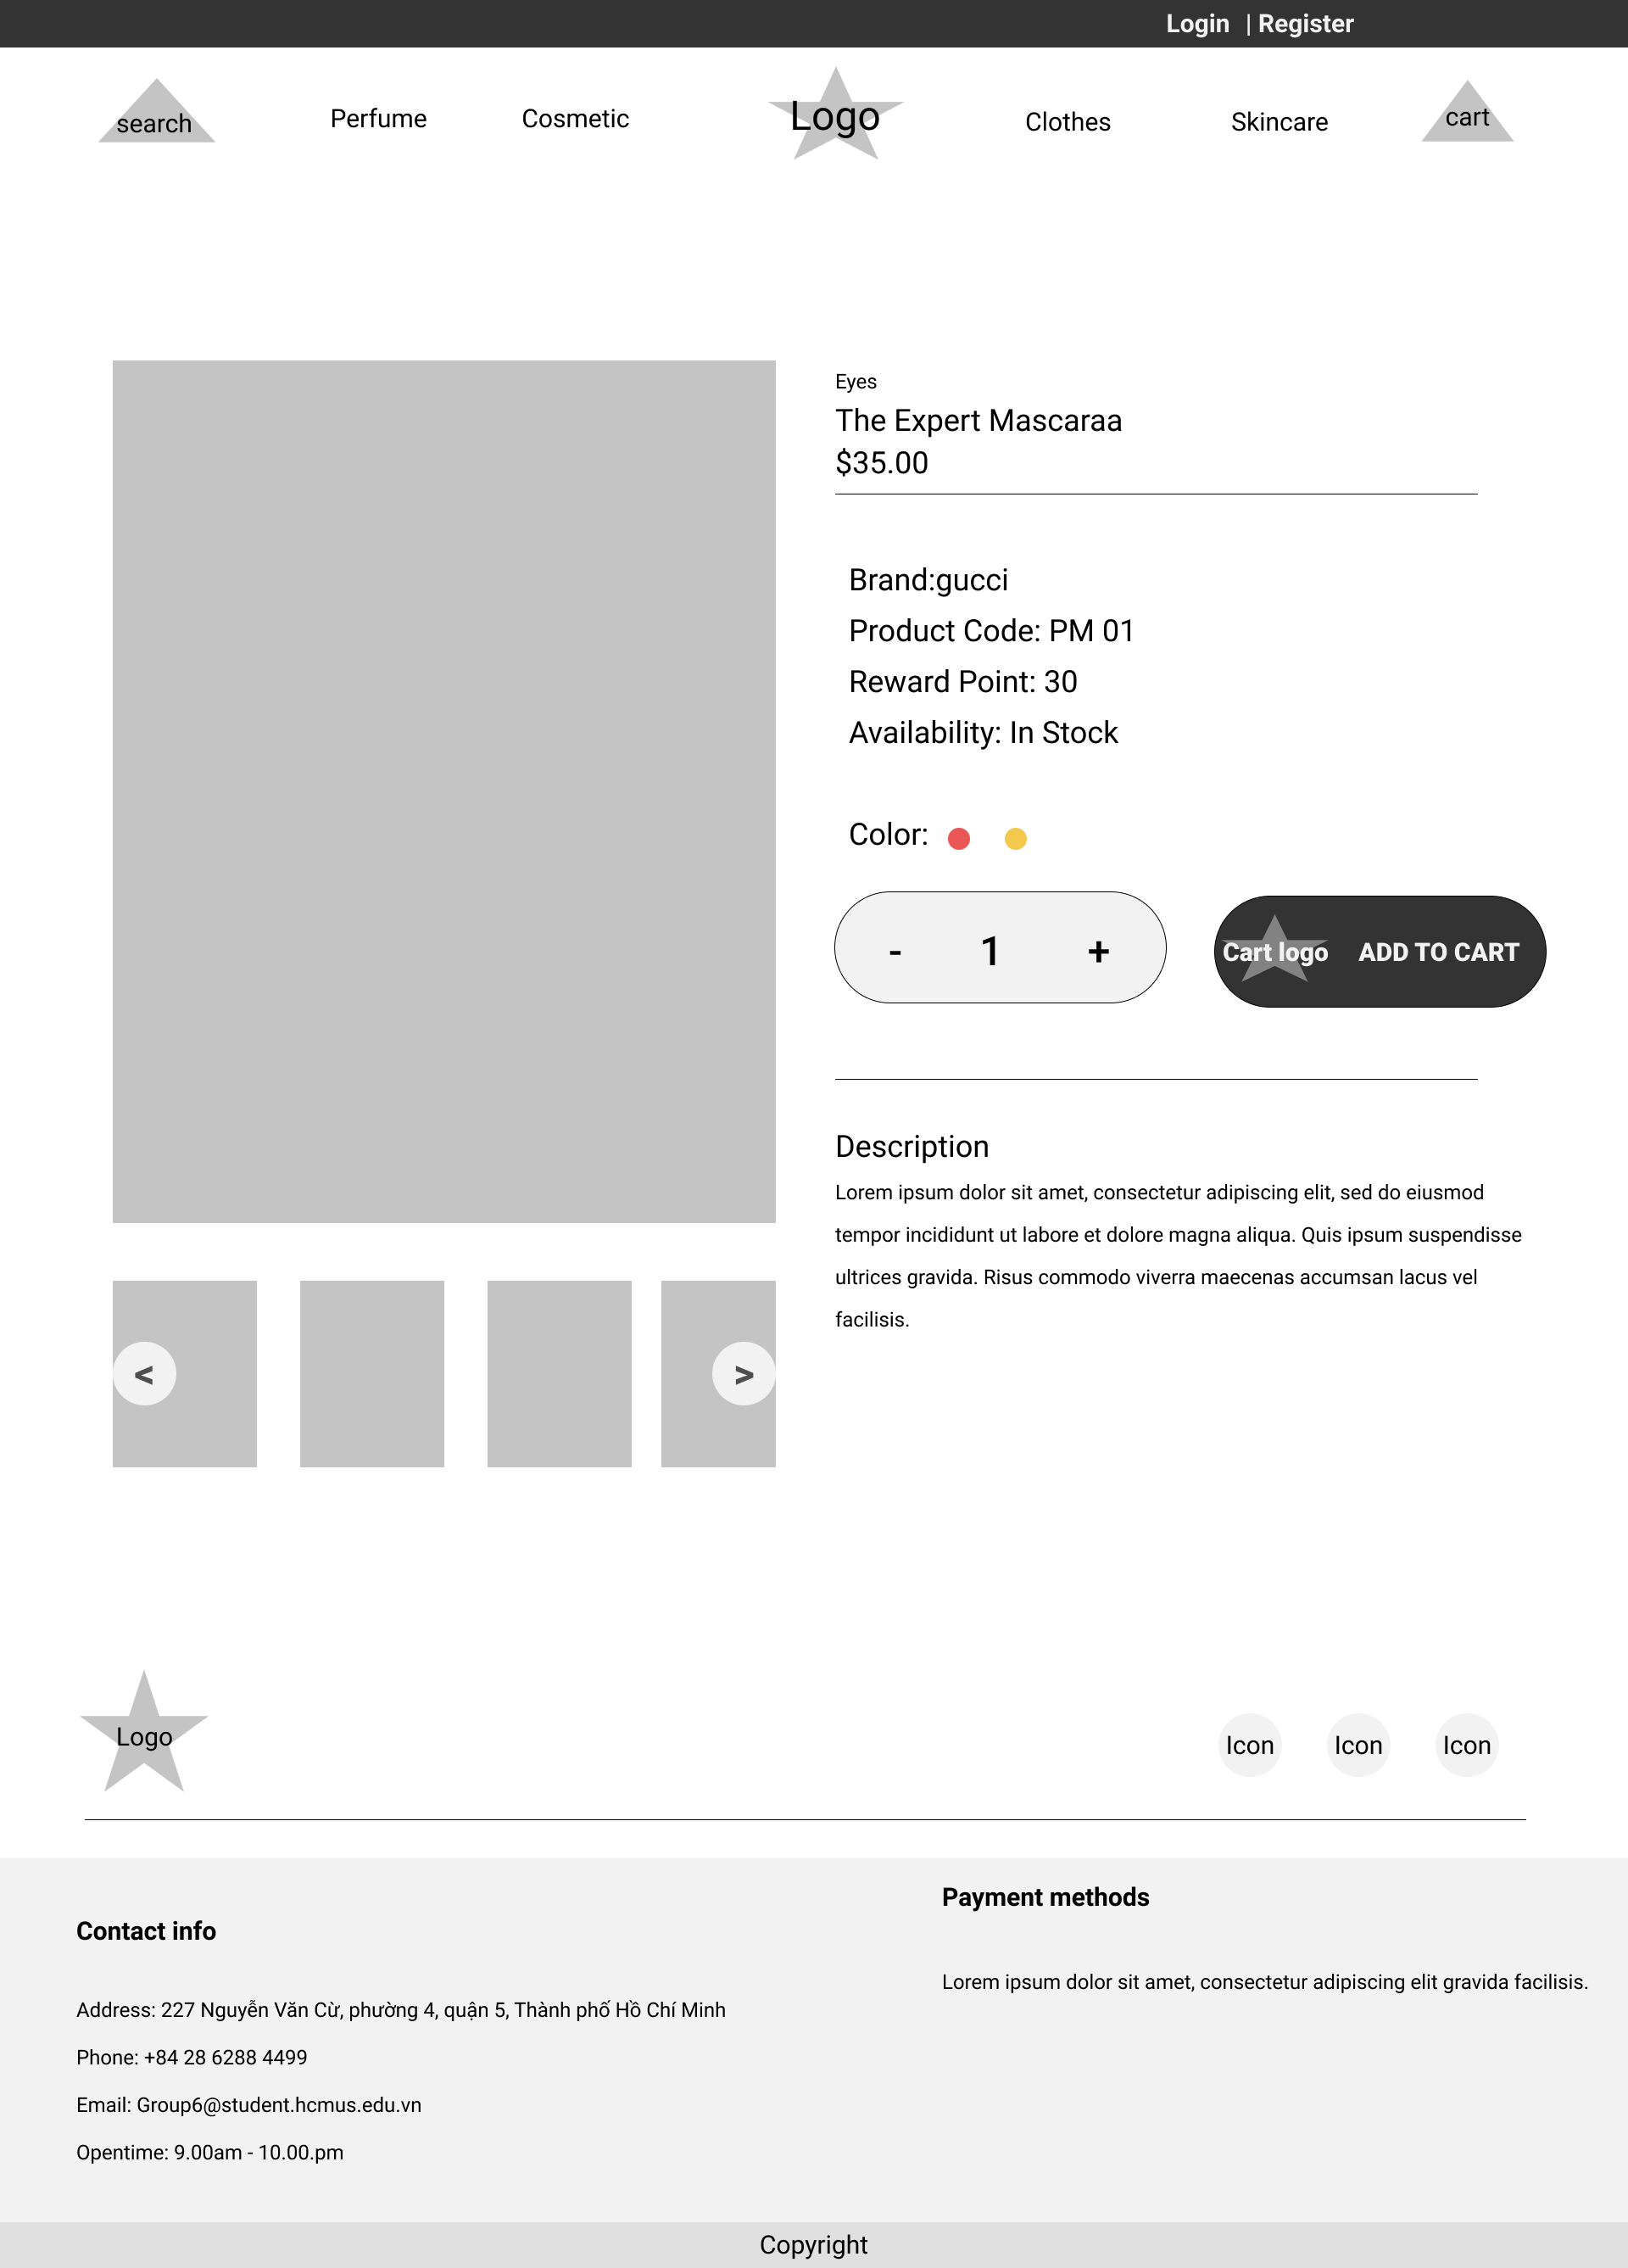 Login | Register
search
Perfume
Cosmetic
Logo
Clothes
Skincare
cart
Eyes
The Expert Mascaraa
$35.00
Brand:gucci
Product Code: PM 01
Reward Point: 30
Availability: In Stock
Color:
- 1 +
Cart logo ADD TO CART
Description
Lorem ipsum dolor sit amet, consectetur adipiscing elit, sed do eiusmod
tempor incididunt ut labore et dolore magna aliqua. Quis ipsum suspendisse
ultrices gravida. Risus commodo viverra maecenas accumsan lacus vel
facilisis.
< >
Logo
Icon Icon Icon
Contact info
Address: 227 Nguyễn Văn Cừ, phường 4, quận 5, Thành phố Hồ Chí Minh
Phone: +84 28 6288 4499
Email: Group6@student.hcmus.edu.vn
Opentime: 9.00am - 10.00.pm
Payment methods
Lorem ipsum dolor sit amet, consectetur adipiscing elit gravida facilisis.
Copyright